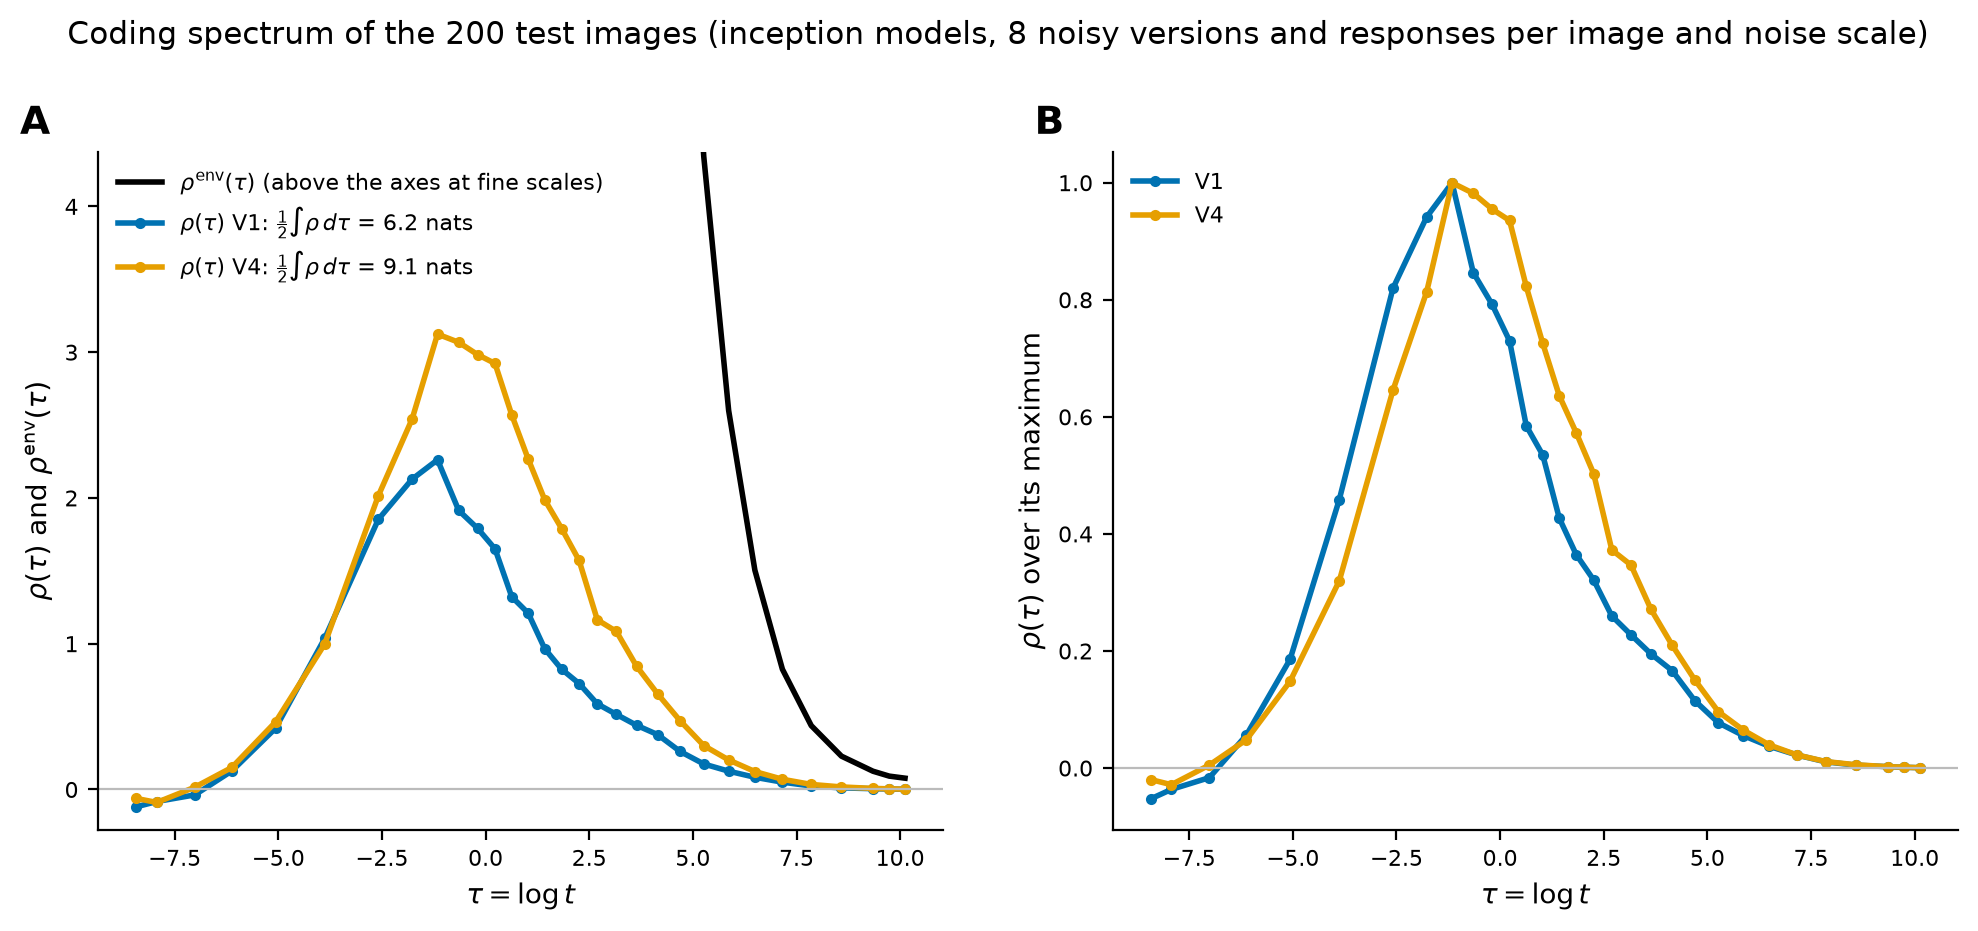 Coding spectrum of the 200 test images (inception models, 8 noisy versions and responses per image and noise scale)
A
ρ^env(τ) (above the axes at fine scales)
ρ(τ) V1: ½∫ρ dτ = 6.2 nats
ρ(τ) V4: ½∫ρ dτ = 9.1 nats
4
3
2
1
0
ρ(τ) and ρ^env(τ)
−7.5 −5.0 −2.5 0.0 2.5 5.0 7.5 10.0
τ = log t
B
V1
V4
1.0
0.8
0.6
0.4
0.2
0.0
ρ(τ) over its maximum
−7.5 −5.0 −2.5 0.0 2.5 5.0 7.5 10.0
τ = log t